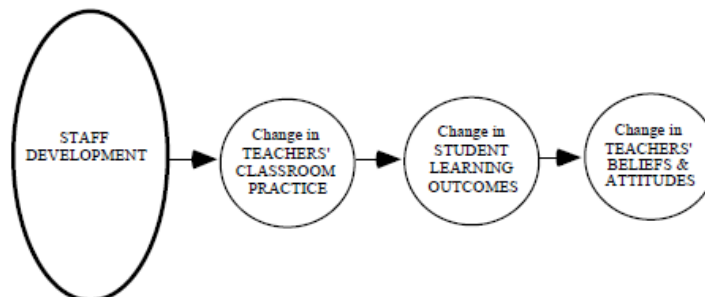 STAFF
DEVELOPMENT
Change in
TEACHERS'
CLASSROOM
PRACTICE
Change in
STUDENT
LEARNING
OUTCOMES
Change in
TEACHERS'
BELIEFS &
ATTITUDES